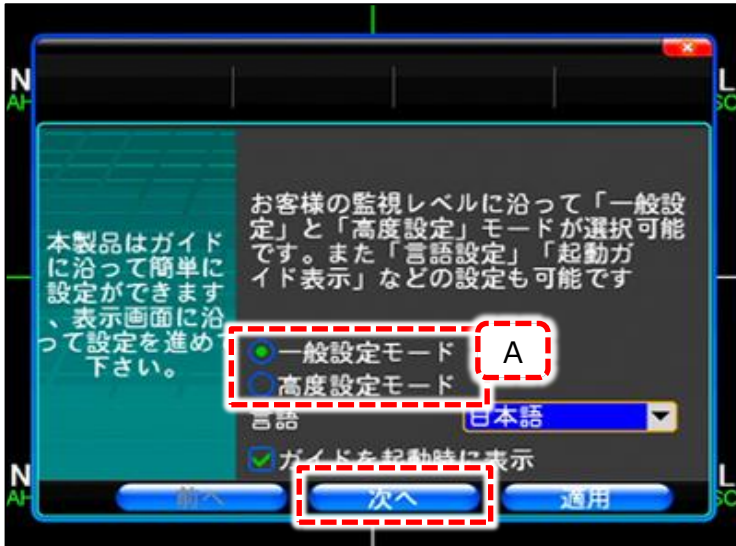 N
AH
L
SC
お客様の監視レベルに沿って「一般設
定」と「高度設定」モードが選択可能
です。また「言語設定」「起動ガ
イド表示」などの設定も可能です
本製品はガイド
に沿って簡単に
設定ができます
、表示画面に沿
って設定を進めて
下さい。
一般設定モード
A
高度設定モード
言語
日本語
ガイドを起動時に表示
N
AH
L
SC
前へ
次へ
適用